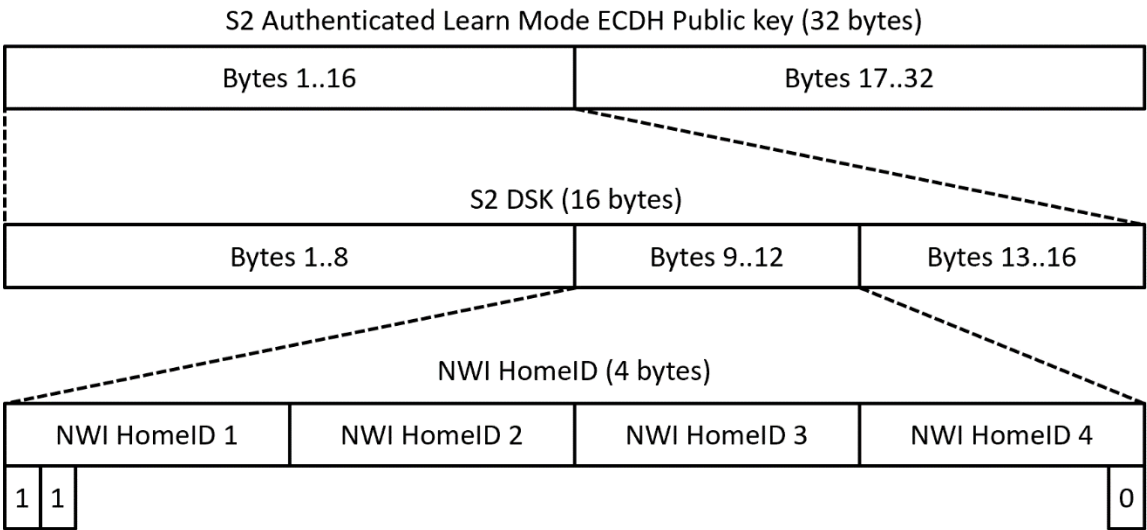 S2 Authenticated Learn Mode ECDH Public key (32 bytes)
Bytes 1..16 Bytes 17..32
S2 DSK (16 bytes)
Bytes 1..8 Bytes 9..12 Bytes 13..16
NWI HomeID (4 bytes)
NWI HomeID 1 NWI HomeID 2 NWI HomeID 3 NWI HomeID 4
1 1 0